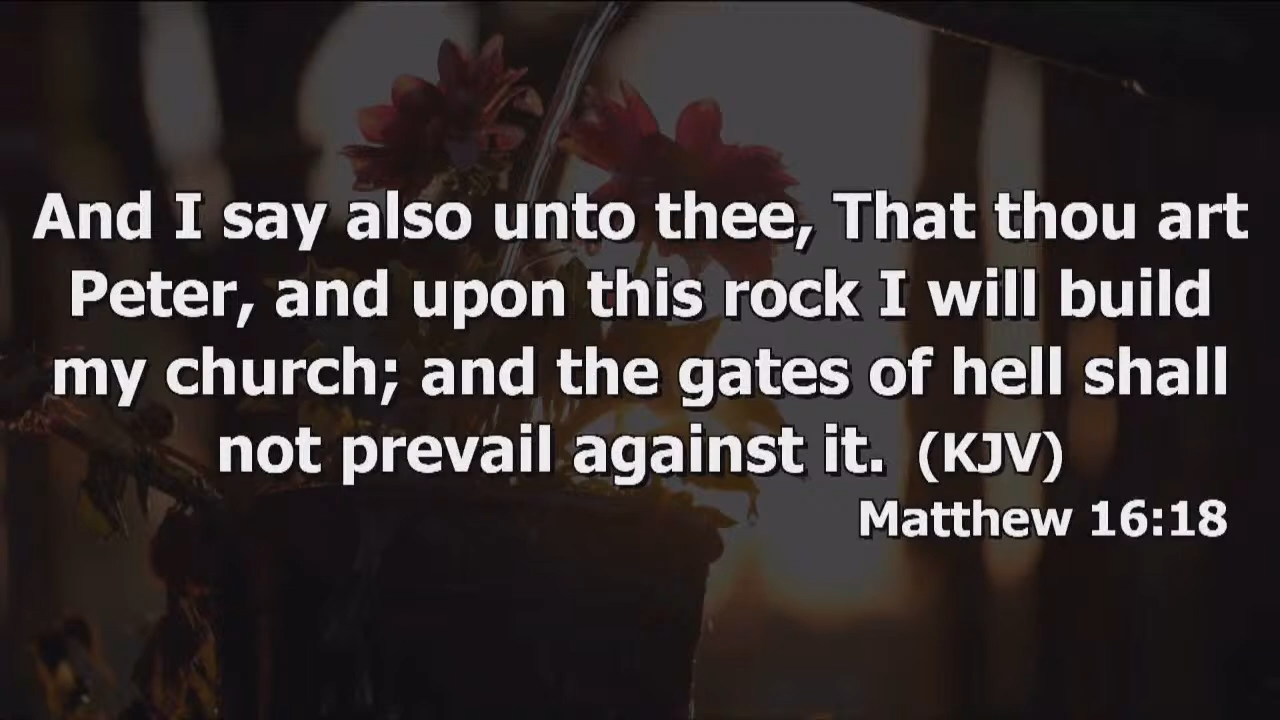 And I say also unto thee, That thou art
Peter, and upon this rock I will build
my church; and the gates of hell shall
not prevail against it. (KJV)
Matthew 16:18